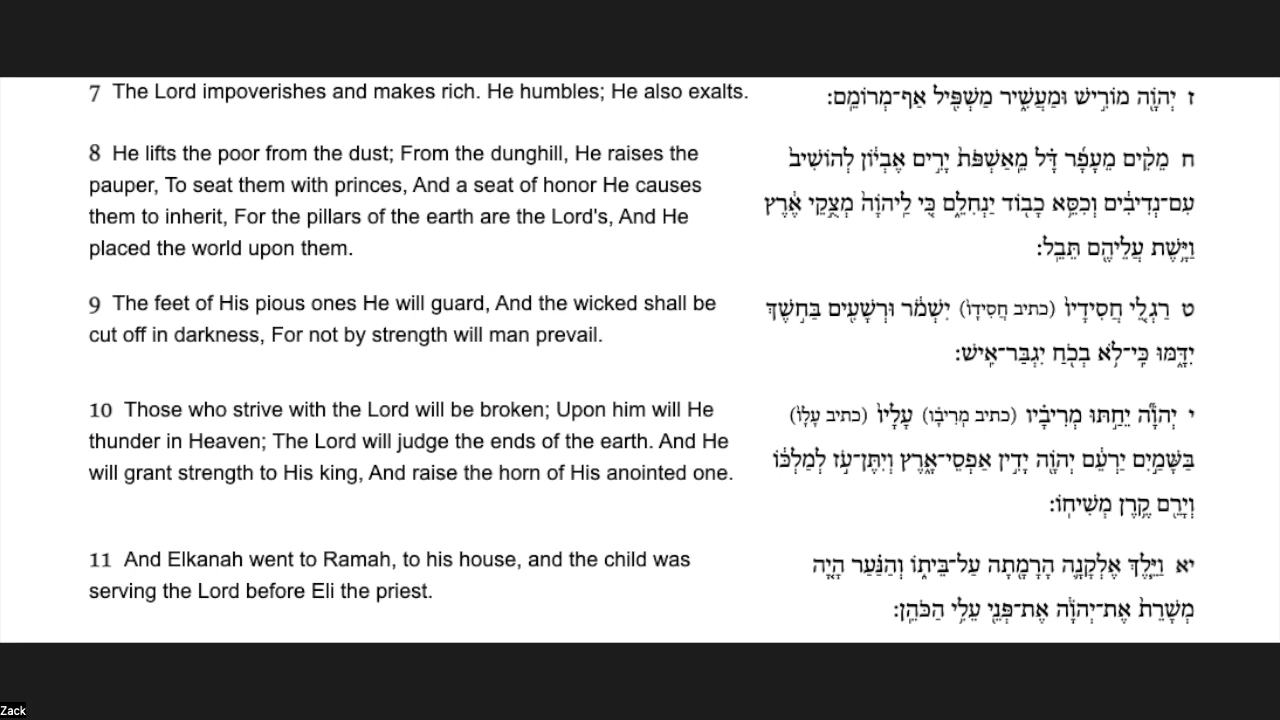 7 The Lord impoverishes and makes rich. He humbles; He also exalts.
ז יְהֹוָ֖ה מוֹרִ֣ישׁ וּמַעֲשִׁ֑יר מַשְׁפִּ֖יל אַף־מְרוֹמֵֽם:
8 He lifts the poor from the dust; From the dunghill, He raises the
pauper, To seat them with princes, And a seat of honor He causes
them to inherit, For the pillars of the earth are the Lord's, And He
placed the world upon them.
ח מֵקִ֨ים מֵעָפָ֜ר דָּ֗ל מֵֽאַשְׁפֹּת֙ יָרִ֣ים אֶבְי֔וֹן לְהוֹשִׁיב֙
עִם־נְדִיבִ֔ים וְכִסֵּ֥א כָב֖וֹד יַנְחִלֵ֑ם כִּ֤י לַֽיהֹוָה֙ מְצֻ֣קֵי אֶ֔רֶץ
וַיָּ֥שֶׁת עֲלֵיהֶ֖ם תֵּבֵֽל:
9 The feet of His pious ones He will guard, And the wicked shall be
cut off in darkness, For not by strength will man prevail.
ט רַגְלֵ֚י חֲסִידָיו֙ (כתיב חֲסִידָו֙) יִשְׁמֹ֔ר וּרְשָׁעִ֖ים בַּחֹ֣שֶׁךְ
יִדָּ֑מּוּ כִּֽי־לֹ֥א בְכֹ֖חַ יִגְבַּר־אִֽישׁ:
10 Those who strive with the Lord will be broken; Upon him will He
thunder in Heaven; The Lord will judge the ends of the earth. And He
will grant strength to His king, And raise the horn of His anointed one.
י יְהֹוָ֞ה יֵחַ֣תּוּ מְרִיבָ֗יו (כתיב מְרִיבָ֗ו) עָלָיו֙ (כתיב עָלָו֙)
בַּשָּׁמַ֣יִם יַרְעֵ֔ם יְהֹוָ֖ה יָדִ֣ין אַפְסֵי־אָ֑רֶץ וְיִתֶּן־עֹ֣ז לְמַלְכּ֔וֹ
וְיָרֵ֖ם קֶ֥רֶן מְשִׁיחֽוֹ:
11 And Elkanah went to Ramah, to his house, and the child was
serving the Lord before Eli the priest.
יא וַיֵּ֧לֶךְ אֶלְקָנָ֛ה הָרָמָ֖תָה עַל־בֵּית֑וֹ וְהַנַּ֗עַר הָיָ֚ה
מְשָׁרֵת֙ אֶת־יְהֹוָ֔ה אֶת־פְּנֵ֖י עֵלִ֥י הַכֹּהֵֽן:
Zack